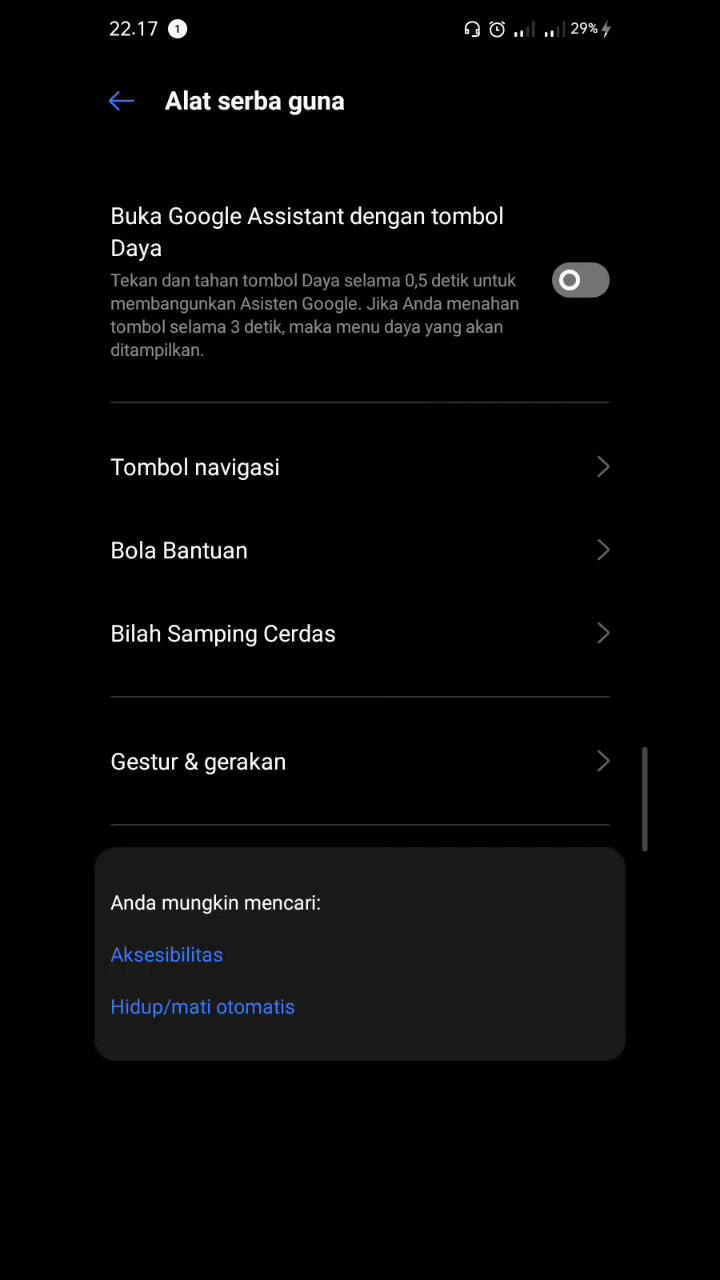 22.17 1 29%
Alat serba guna
Buka Google Assistant dengan tombol
Daya
Tekan dan tahan tombol Daya selama 0,5 detik untuk
membangunkan Asisten Google. Jika Anda menahan
tombol selama 3 detik, maka menu daya yang akan
ditampilkan.
Tombol navigasi
Bola Bantuan
Bilah Samping Cerdas
Gestur & gerakan
Anda mungkin mencari:
Aksesibilitas
Hidup/mati otomatis